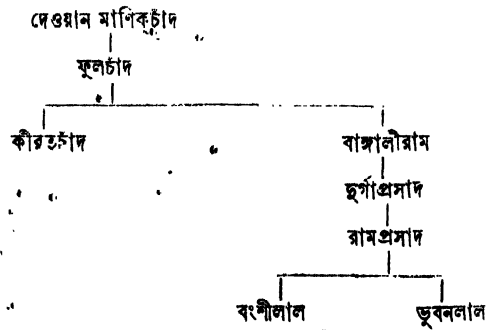 দেওয়ান মাণিকচাঁদ
ফুলচাঁদ
কীরতচাঁদ বাঙ্গালীরাম
দুর্গাপ্রসাদ
রামপ্রসাদ
বংশীলাল ভুবনলাল